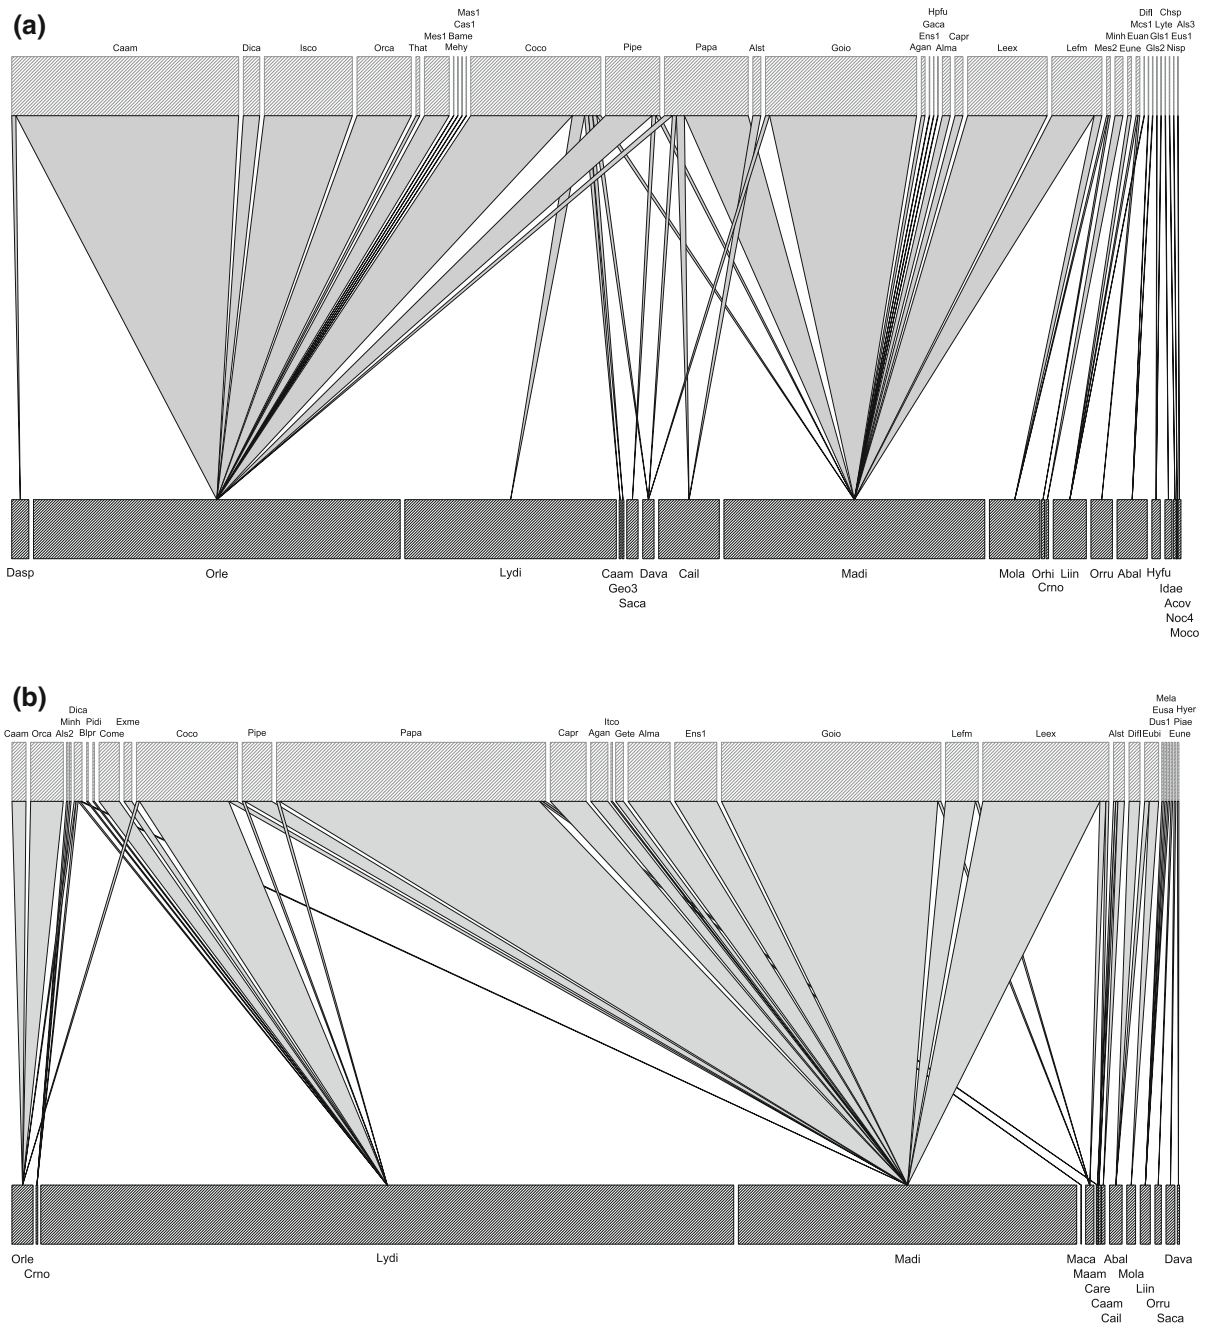 (a)
Mas1
Hpfu
Difl Chsp
Cas1
Gaca
Mcs1 Lyte Als3
Mes1 Bame
Ens1
Minh Euan Gls1 Eus1
Caam Dica Isco Orca That Mehy Coco Pipe Papa Alst Goio Agan Alma Capr Leex Lefm Mes2 Eune Gls2 Nisp
Dasp Orle Lydi Caam Dava Cail Madi Mola Orhi Liin Orru Abal Hyfu
Geo3
Crno
Idae
Saca
Acov
Noc4
Moco
(b)
Mela
Dica
Eusa Hyer
Minh Pidi Exme
Itco
Dus1 Piae
Caam Orca Als2 Blpr Come Coco Pipe Papa Capr Agan Gete Alma Ens1 Goio Lefm Leex Alst Difl Eubi Eune
Orle Lydi Madi Maca Abal Dava
Crno
Maam Mola
Care Liin
Caam Orru
Cail Saca